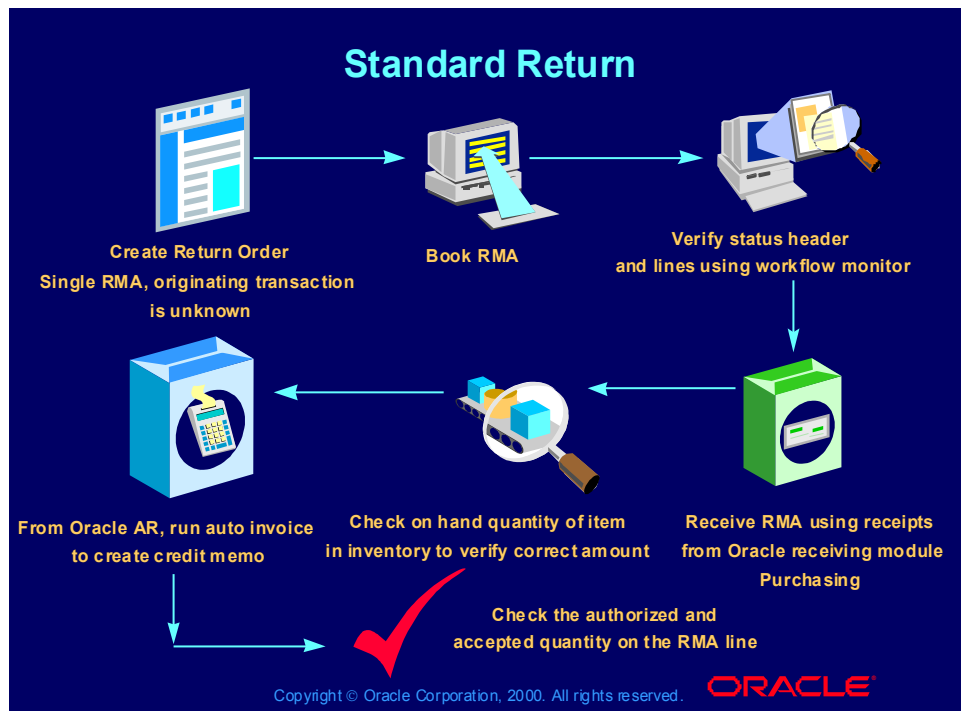 Standard Return
Create Return Order
Single RMA, originating transaction
is unknown
Book RMA
Verify status header
and lines using workflow monitor
Receive RMA using receipts
from Oracle receiving module
Purchasing
Check on hand quantity of item
in inventory to verify correct amount
From Oracle AR, run auto invoice
to create credit memo
Check the authorized and
accepted quantity on the RMA line
Copyright © Oracle Corporation, 2000. All rights reserved.
ORACLE®